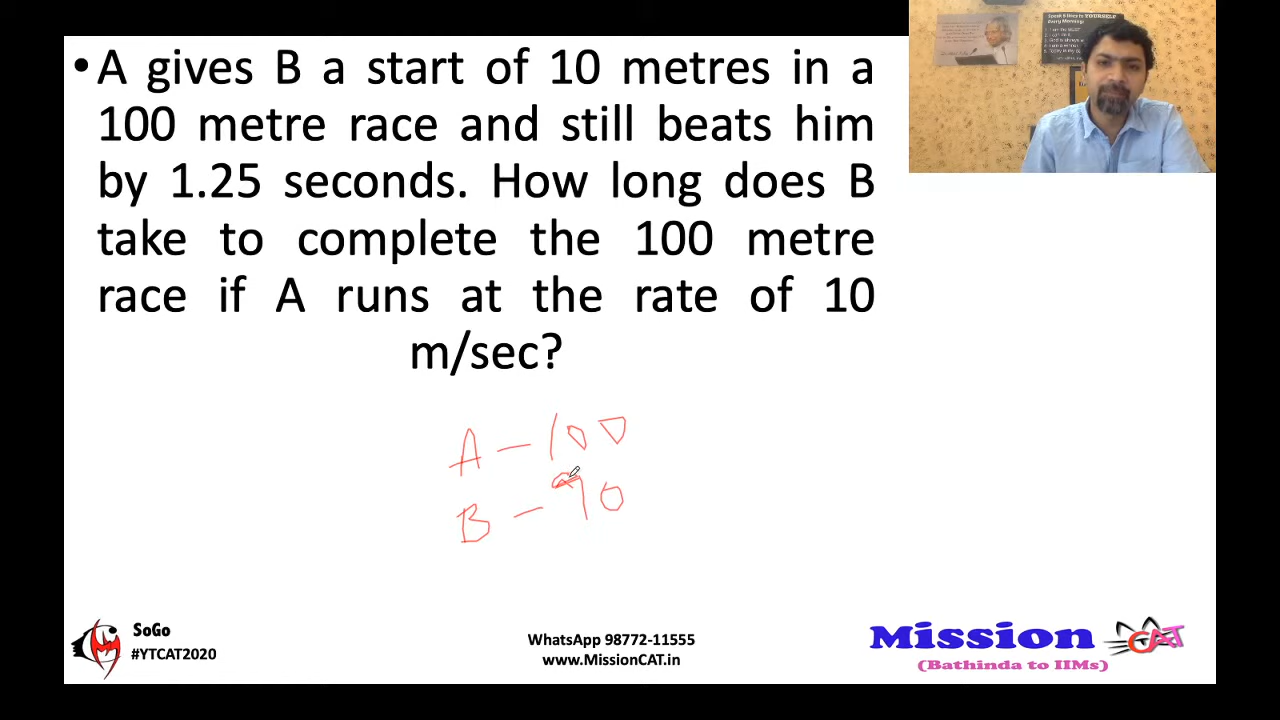 •A gives B a start of 10 metres in a
100 metre race and still beats him
by 1.25 seconds. How long does B
take to complete the 100 metre
race if A runs at the rate of 10
m/sec?
A – 100
B – 90
SoGo
#YTCAT2020
WhatsApp 98772-11555
www.MissionCAT.in
Mission CAT
(Bathinda to IIMs)